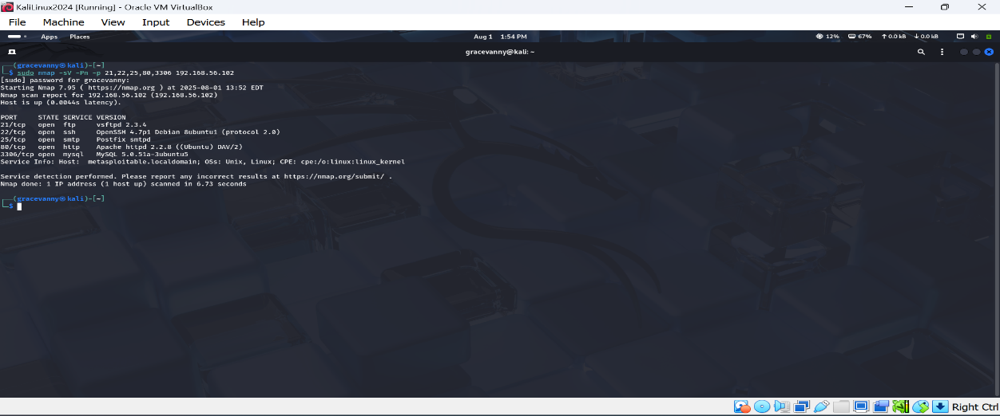 KaliLinux2024 [Running] - Oracle VM VirtualBox
File Machine View Input Devices Help
Apps Places Aug 1 1:54 PM 12% 67% 0.0 kB 0.0 kB
gracevanny@kali: ~
(gracevanny㉿kali)-[~]
$ sudo nmap -sV -Pn -p 21,22,25,80,3306 192.168.56.102
[sudo] password for gracevanny:
Starting Nmap 7.95 ( https://nmap.org ) at 2025-08-01 13:52 EDT
Nmap scan report for 192.168.56.102 (192.168.56.102)
Host is up (0.0044s latency).
PORT STATE SERVICE VERSION
21/tcp open ftp vsftpd 2.3.4
22/tcp open ssh OpenSSH 4.7p1 Debian 8ubuntu1 (protocol 2.0)
25/tcp open smtp Postfix smtpd
80/tcp open http Apache httpd 2.2.8 ((Ubuntu) DAV/2)
3306/tcp open mysql MySQL 5.0.51a-3ubuntu5
Service Info: Host: metasploitable.localdomain; OSs: Unix, Linux; CPE: cpe:/o:linux:linux_kernel
Service detection performed. Please report any incorrect results at https://nmap.org/submit/ .
Nmap done: 1 IP address (1 host up) scanned in 6.73 seconds
(gracevanny㉿kali)-[~]
$
Right Ctrl